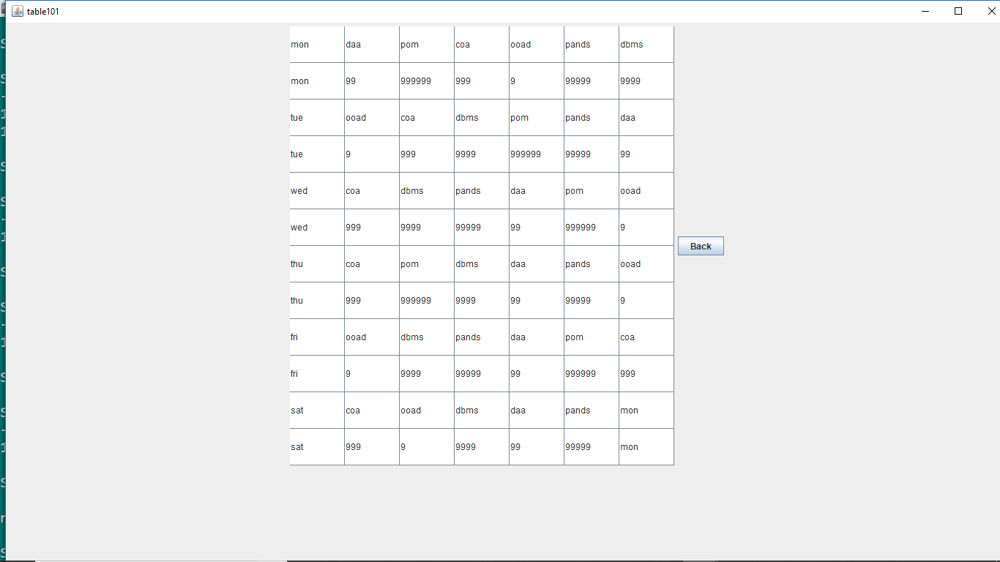 table101
mon daa pom coa ooad pands dbms
mon 99 999999 999 9 99999 9999
tue ooad coa dbms pom pands daa
tue 9 999 9999 999999 99999 99
wed coa dbms pands daa pom ooad
wed 999 9999 99999 99 999999 9
Back
thu coa pom dbms daa pands ooad
thu 999 999999 9999 99 99999 9
fri ooad dbms pands daa pom coa
fri 9 9999 99999 99 999999 999
sat coa ooad dbms daa pands mon
sat 999 9 9999 99 99999 mon